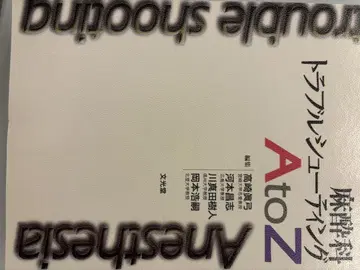 trouble shooting
麻酔科
トラブルシューティング
A to Z
編集
高崎眞弓
河本昌志
川真田樹人
岡本浩嗣
文光堂
Anesthesia